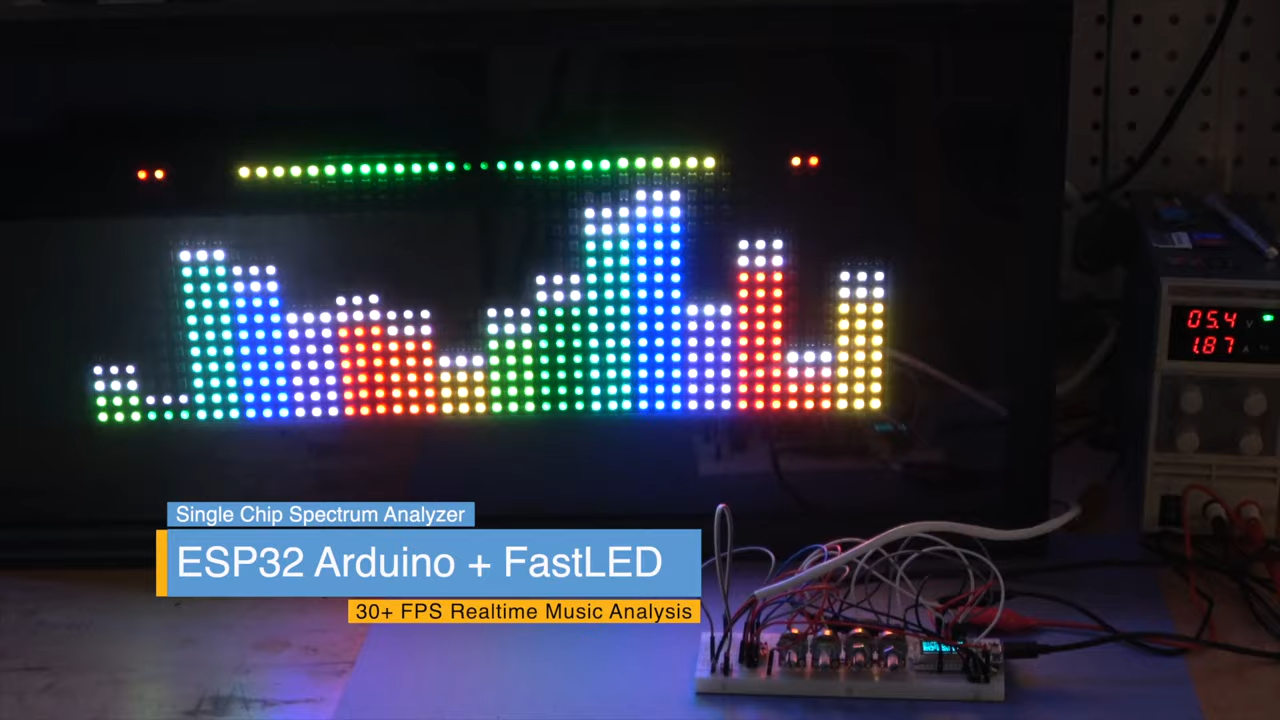 05.4 V
1.87 A
Single Chip Spectrum Analyzer
ESP32 Arduino + FastLED
30+ FPS Realtime Music Analysis